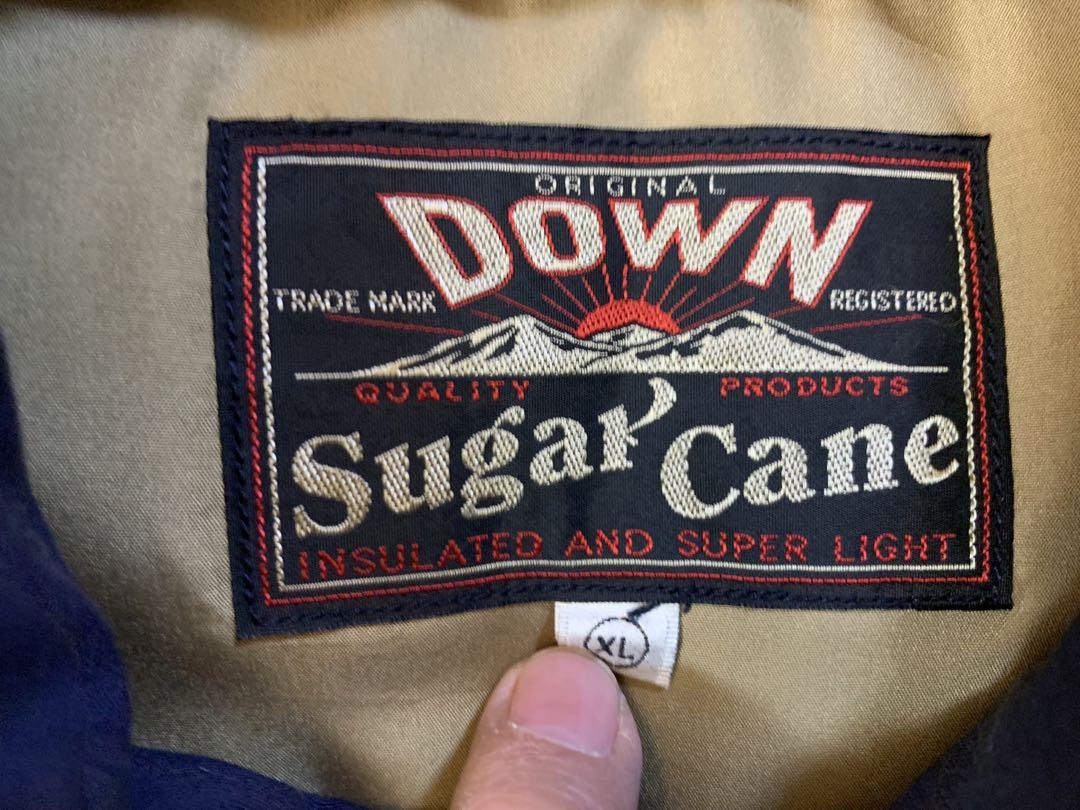 ORIGINAL
DOWN
TRADE MARK REGISTERED
QUALITY PRODUCTS
Sugar Cane
INSULATED AND SUPER LIGHT
XL